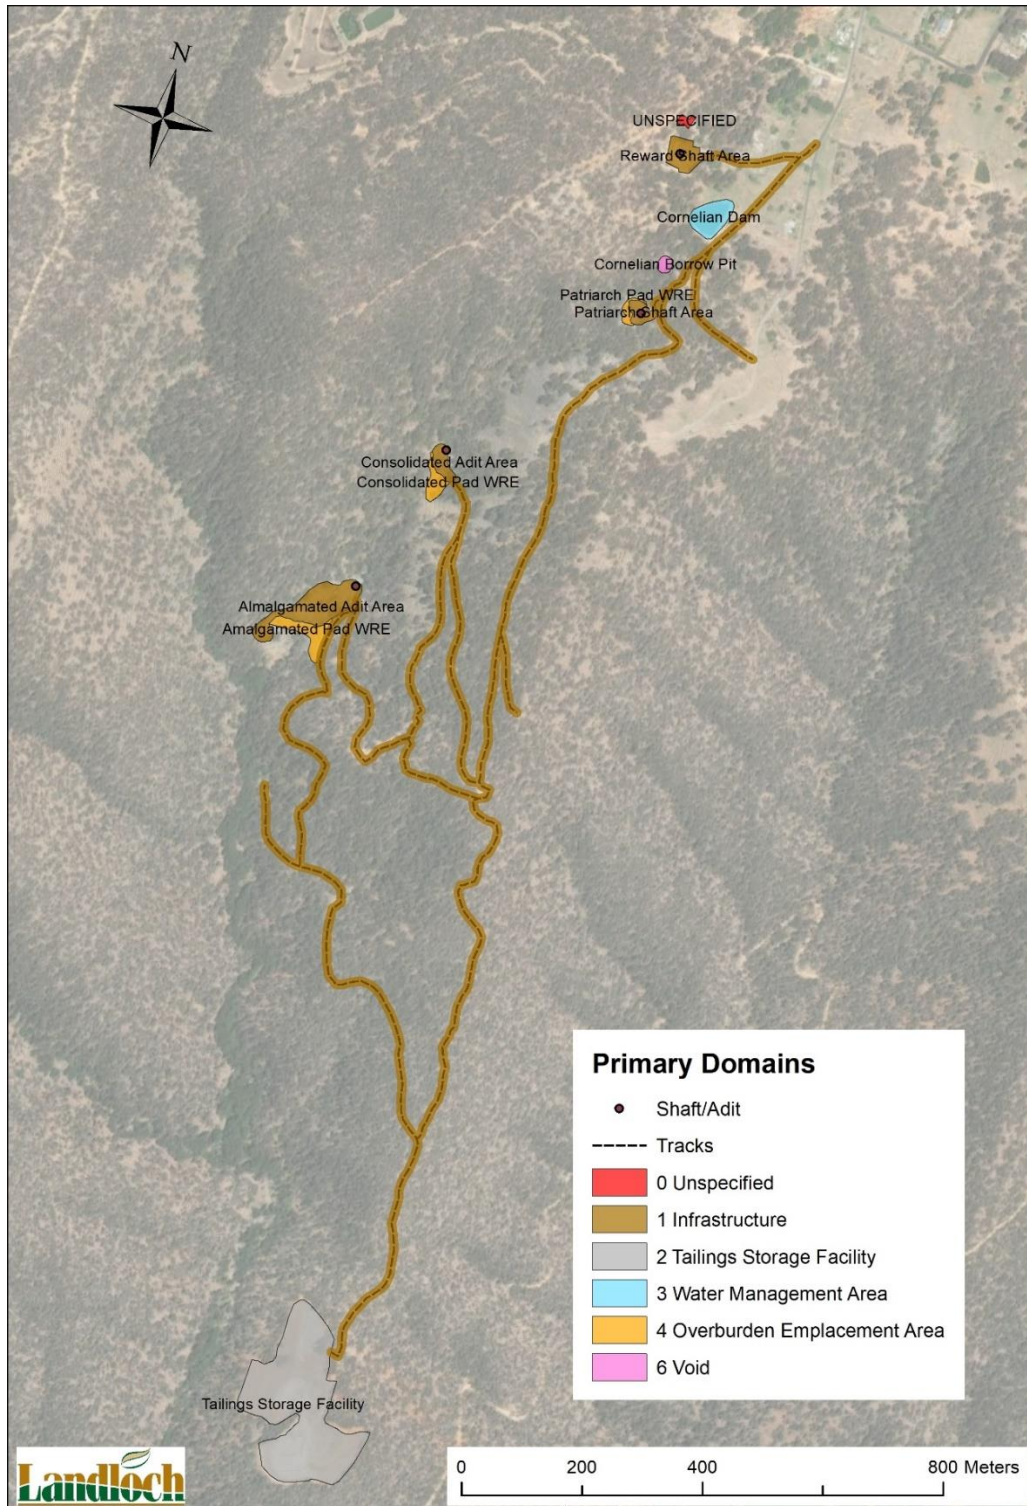 N
UNSPECIFIED
Reward Shaft Area
Cornelian Dam
Cornelian Borrow Pit
Patriarch Pad WRE
Patriarch Shaft Area
Consolidated Adit Area
Consolidated Pad WRE
Almalgamated Adit Area
Amalgamated Pad WRE
Primary Domains
Shaft/Adit
Tracks
0 Unspecified
1 Infrastructure
2 Tailings Storage Facility
3 Water Management Area
4 Overburden Emplacement Area
6 Void
Tailings Storage Facility
Landloch
0 200 400 800 Meters